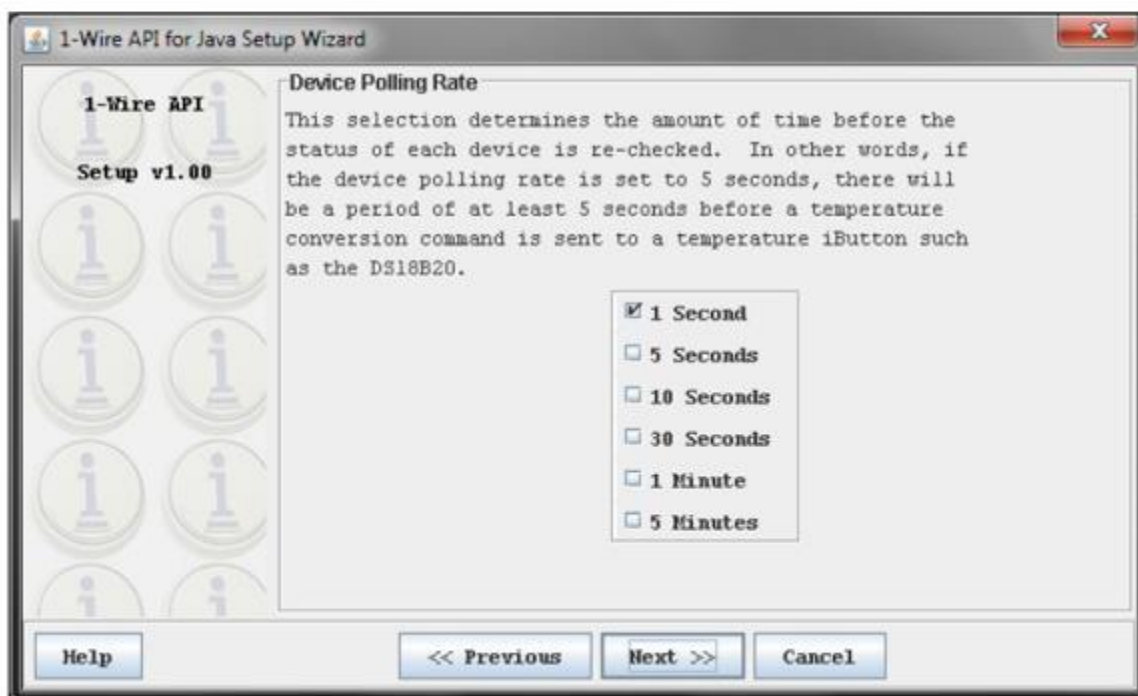 1-Wire API for Java Setup Wizard
1-Wire API
Setup v1.00
Device Polling Rate
This selection determines the amount of time before the
status of each device is re-checked.  In other words, if
the device polling rate is set to 5 seconds, there will
be a period of at least 5 seconds before a temperature
conversion command is sent to a temperature iButton such
as the DS18B20.
1 Second
5 Seconds
10 Seconds
30 Seconds
1 Minute
5 Minutes
Help
<< Previous
Next >>
Cancel